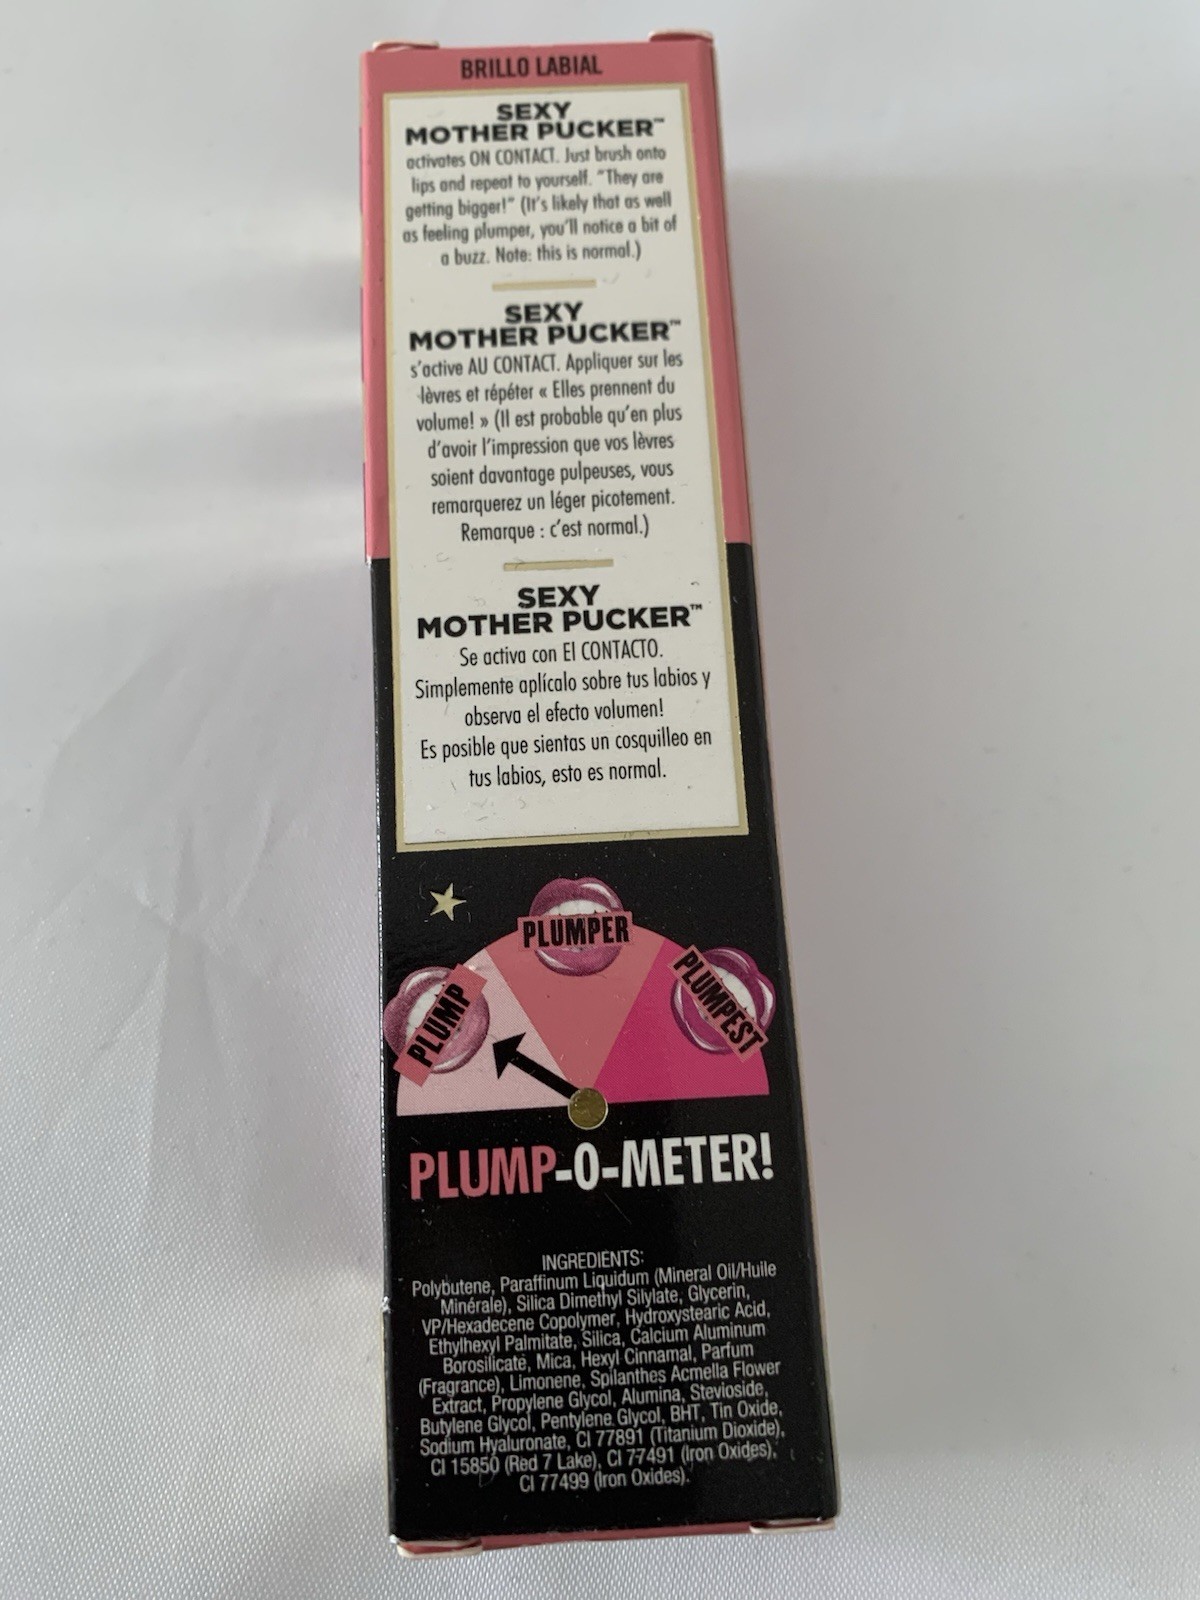 BRILLO LABIAL
SEXY
MOTHER PUCKER™
activates ON CONTACT. Just brush onto
lips and repeat to yourself. "They are
getting bigger!" (It's likely that as well
as feeling plumper, you'll notice a bit of
a buzz. Note: this is normal.)
SEXY
MOTHER PUCKER™
s'active AU CONTACT. Appliquer sur les
lèvres et répéter « Elles prennent du
volume! » (Il est probable qu'en plus
d'avoir l'impression que vos lèvres
soient davantage pulpeuses, vous
remarquerez un léger picotement.
Remarque : c'est normal.)
SEXY
MOTHER PUCKER™
Se activa con El CONTACTO.
Simplemente aplícalo sobre tus labios y
observa el efecto volumen!
Es posible que sientas un cosquilleo en
tus labios, esto es normal.
PLUMP
PLUMPER
PLUMPEST
PLUMP-O-METER!
INGREDIENTS:
Polybutene, Paraffinum Liquidum (Mineral Oil/Huile
Minérale), Silica Dimethyl Silylate, Glycerin,
VP/Hexadecene Copolymer, Hydroxystearic Acid,
Ethylhexyl Palmitate, Silica, Calcium Aluminum
Borosilicate, Mica, Hexyl Cinnamal, Parfum
(Fragrance), Limonene, Spilanthes Acmella Flower
Extract, Propylene Glycol, Alumina, Stevioside,
Butylene Glycol, Pentylene Glycol, BHT, Tin Oxide,
Sodium Hyaluronate, CI 77891 (Titanium Dioxide),
CI 15850 (Red 7 Lake), CI 77491 (Iron Oxides),
CI 77499 (Iron Oxides).